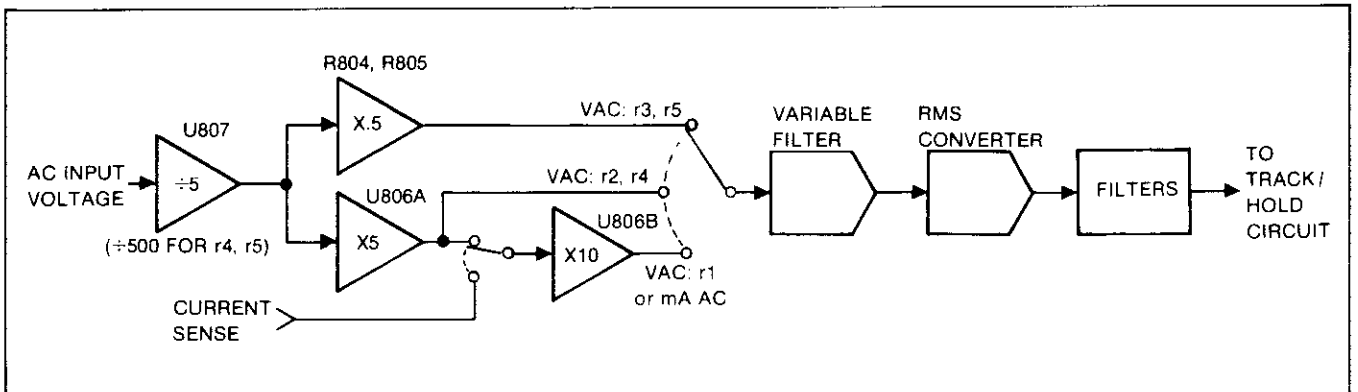 R804, R805
X.5
VAC: r3, r5
VARIABLE
FILTER
RMS
CONVERTER
U807
÷5
AC INPUT
VOLTAGE
(÷500 FOR r4, r5)
U806A
X5
VAC: r2, r4
U806B
X10
VAC: r1
or mA AC
CURRENT
SENSE
FILTERS
TO
TRACK/
HOLD
CIRCUIT